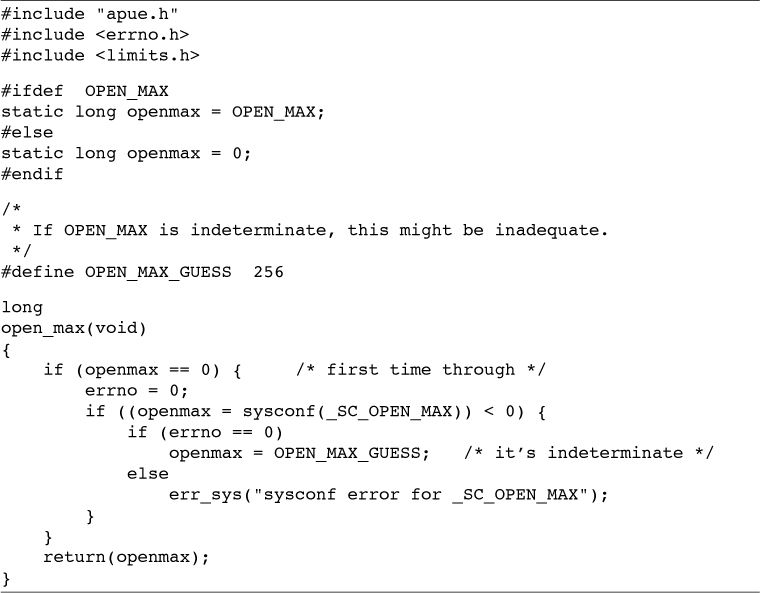 #include "apue.h"
#include <errno.h>
#include <limits.h>
#ifdef  OPEN_MAX
static long openmax = OPEN_MAX;
#else
static long openmax = 0;
#endif
/*
 * If OPEN_MAX is indeterminate, this might be inadequate.
 */
#define OPEN_MAX_GUESS  256
long
open_max(void)
{
    if (openmax == 0) {     /* first time through */
        errno = 0;
        if ((openmax = sysconf(_SC_OPEN_MAX)) < 0) {
            if (errno == 0)
                openmax = OPEN_MAX_GUESS;   /* it’s indeterminate */
            else
                err_sys("sysconf error for _SC_OPEN_MAX");
        }
    }
    return(openmax);
}